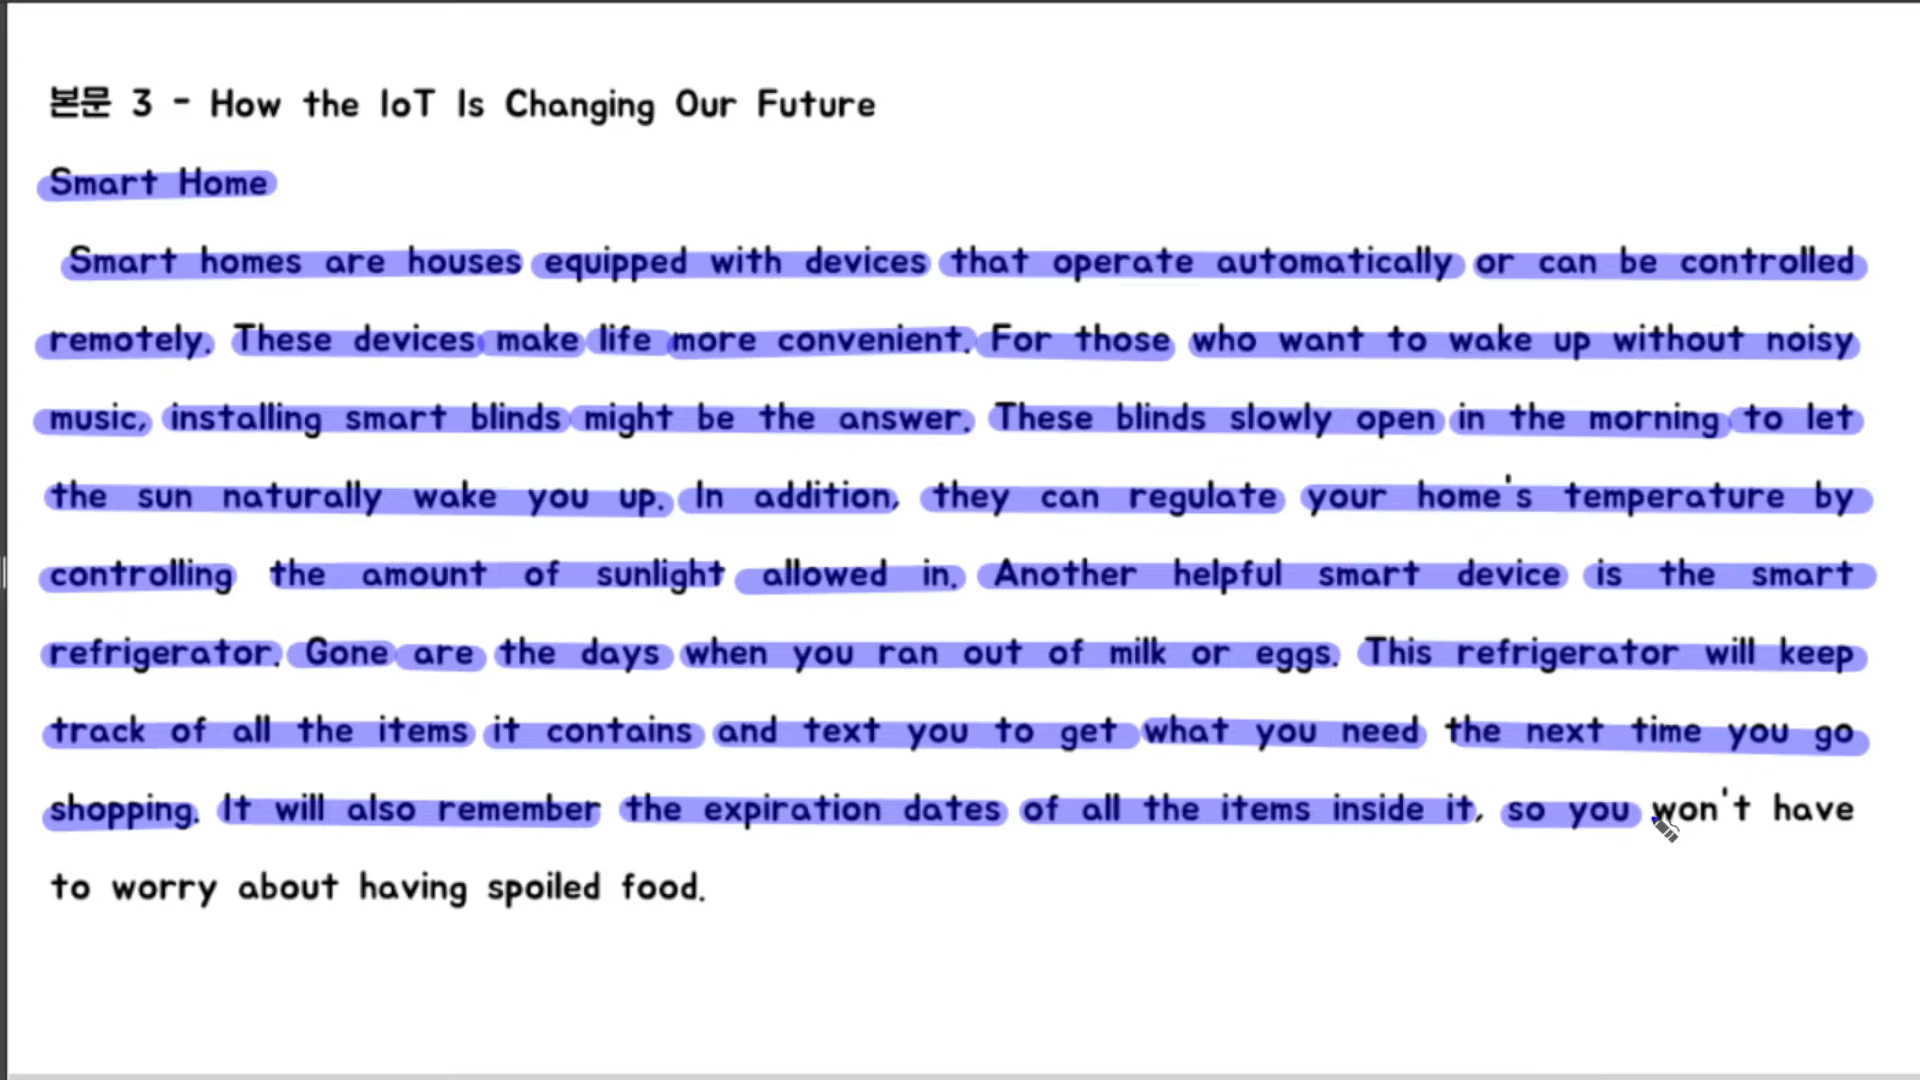 본문 3 - How the IoT Is Changing Our Future
Smart Home
Smart homes are houses equipped with devices that operate automatically or can be controlled
remotely. These devices make life more convenient. For those who want to wake up without noisy
music, installing smart blinds might be the answer. These blinds slowly open in the morning to let
the sun naturally wake you up. In addition, they can regulate your home's temperature by
controlling the amount of sunlight allowed in. Another helpful smart device is the smart
refrigerator. Gone are the days when you ran out of milk or eggs. This refrigerator will keep
track of all the items it contains and text you to get what you need the next time you go
shopping. It will also remember the expiration dates of all the items inside it, so you won't have
to worry about having spoiled food.